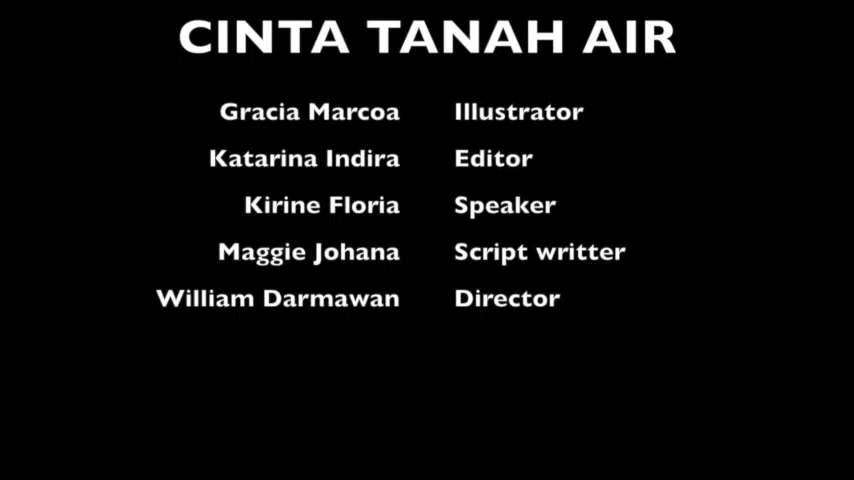 CINTA TANAH AIR
Gracia Marcoa Illustrator
Katarina Indira Editor
Kirine Floria Speaker
Maggie Johana Script writter
William Darmawan Director